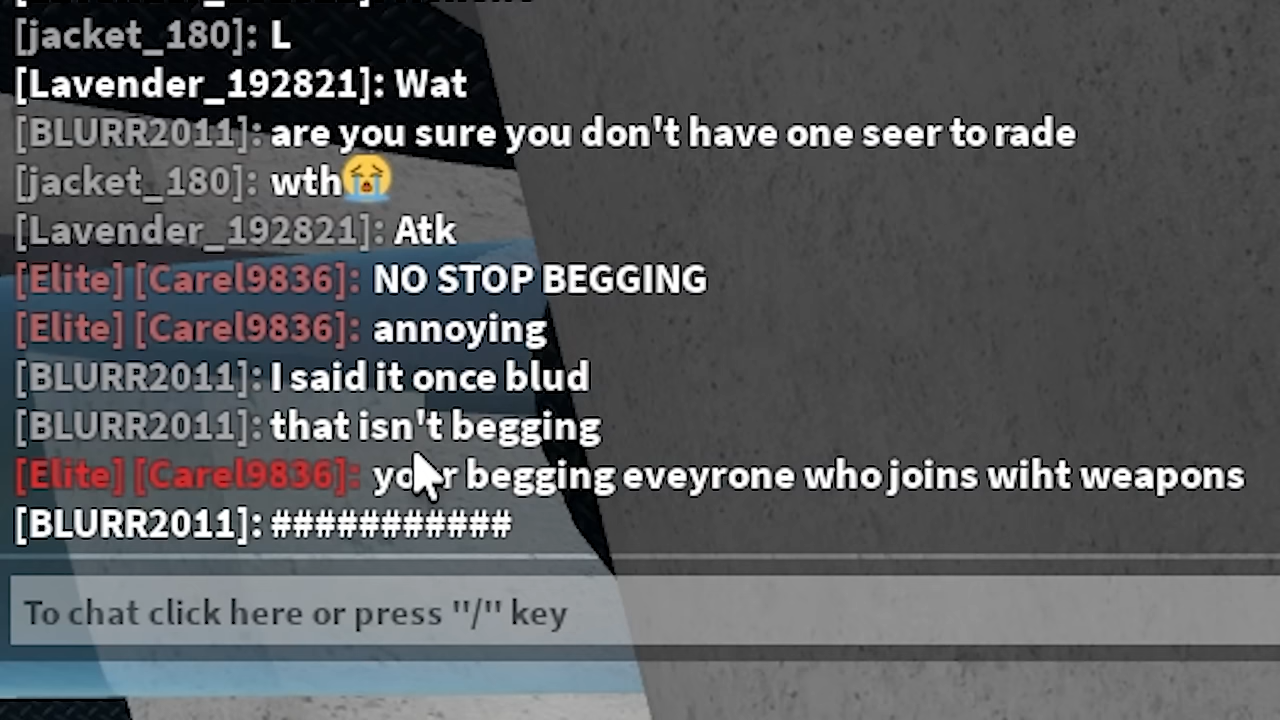 [jacket_180]: L
[Lavender_192821]: Wat
[BLURR2011]: are you sure you don't have one seer to rade
[jacket_180]: wth😭
[Lavender_192821]: Atk
[Elite] [Carel9836]: NO STOP BEGGING
[Elite] [Carel9836]: annoying
[BLURR2011]: I said it once blud
[BLURR2011]: that isn't begging
[Elite] [Carel9836]: your begging eveyrone who joins wiht weapons
[BLURR2011]: ###########
To chat click here or press "/" key